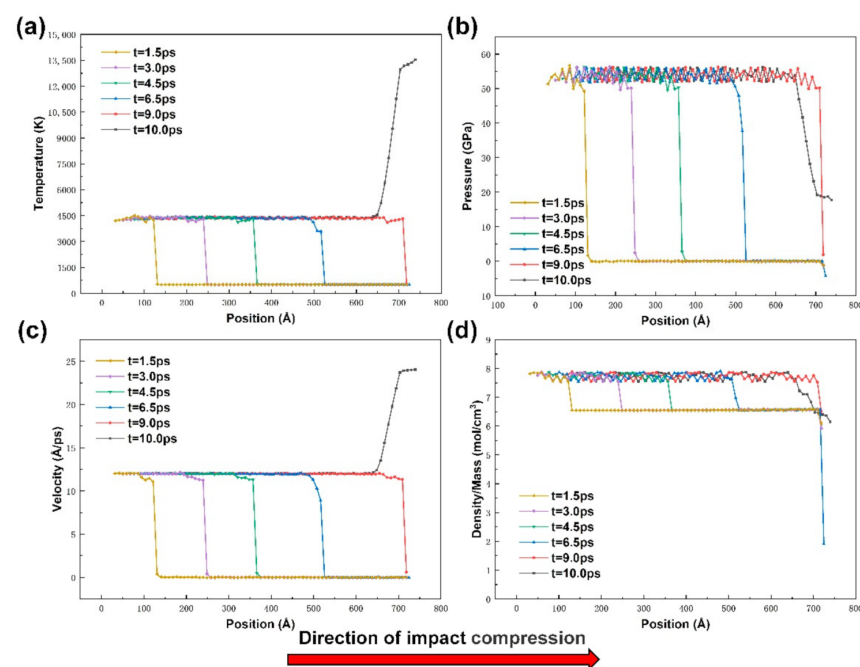 (a)
15,000
13,500
12,000
10,500
9000
7500
6000
4500
3000
1500
0
Temperature (K)
t=1.5ps
t=3.0ps
t=4.5ps
t=6.5ps
t=9.0ps
t=10.0ps
0 100 200 300 400 500 600 700 800
Position (Å)
(b)
60
50
40
30
20
10
0
10
Pressure (GPa)
t=1.5ps
t=3.0ps
t=4.5ps
t=6.5ps
t=9.0ps
t=10.0ps
100 0 100 200 300 400 500 600 700 800
Position (Å)
(c)
25
20
15
10
5
0
Velocity (Å/ps)
t=1.5ps
t=3.0ps
t=4.5ps
t=6.5ps
t=9.0ps
t=10.0ps
0 100 200 300 400 500 600 700 800
Position (Å)
(d)
9
8
7
6
5
4
3
2
1
0
Density/Mass (mol/cm³)
t=1.5ps
t=3.0ps
t=4.5ps
t=6.5ps
t=9.0ps
t=10.0ps
0 100 200 300 400 500 600 700 800
Position (Å)
Direction of impact compression